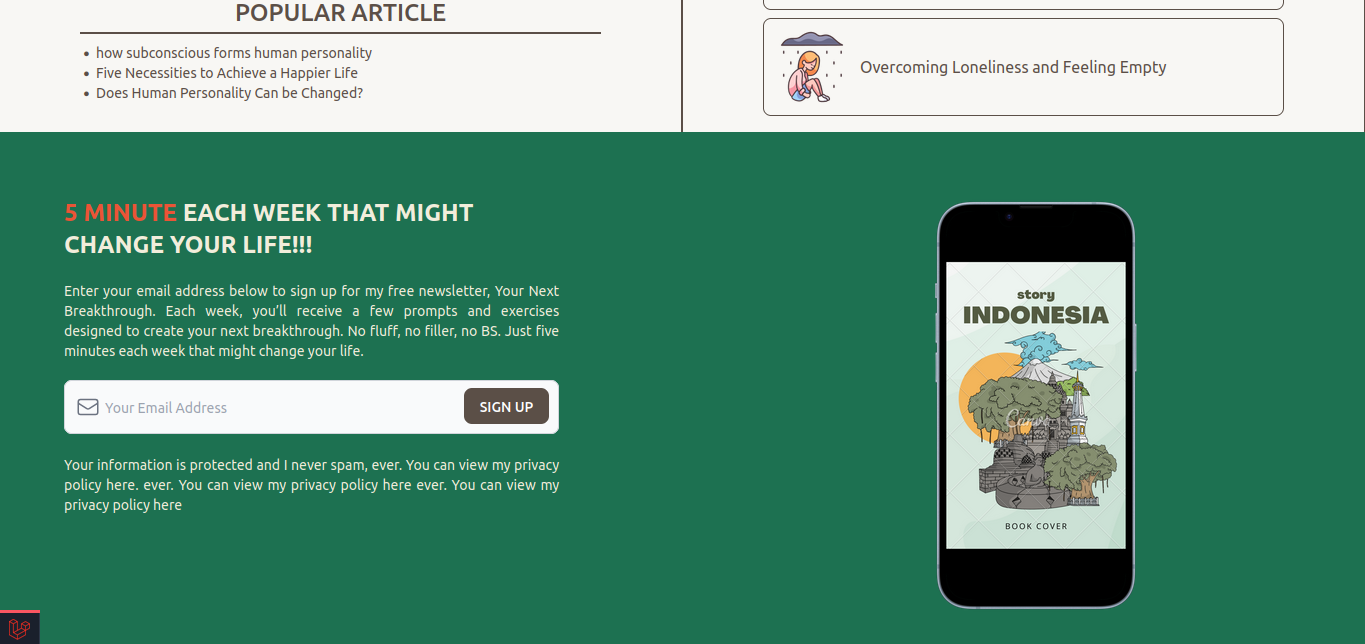 POPULAR ARTICLE
how subconscious forms human personality
Five Necessities to Achieve a Happier Life
Does Human Personality Can be Changed?
Overcoming Loneliness and Feeling Empty
5 MINUTE EACH WEEK THAT MIGHT
CHANGE YOUR LIFE!!!
Enter your email address below to sign up for my free newsletter, Your Next
Breakthrough. Each week, you’ll receive a few prompts and exercises
designed to create your next breakthrough. No fluff, no filler, no BS. Just five
minutes each week that might change your life.
Your Email Address
SIGN UP
Your information is protected and I never spam, ever. You can view my privacy
policy here. ever. You can view my privacy policy here ever. You can view my
privacy policy here
story
INDONESIA
Canva
BOOK COVER